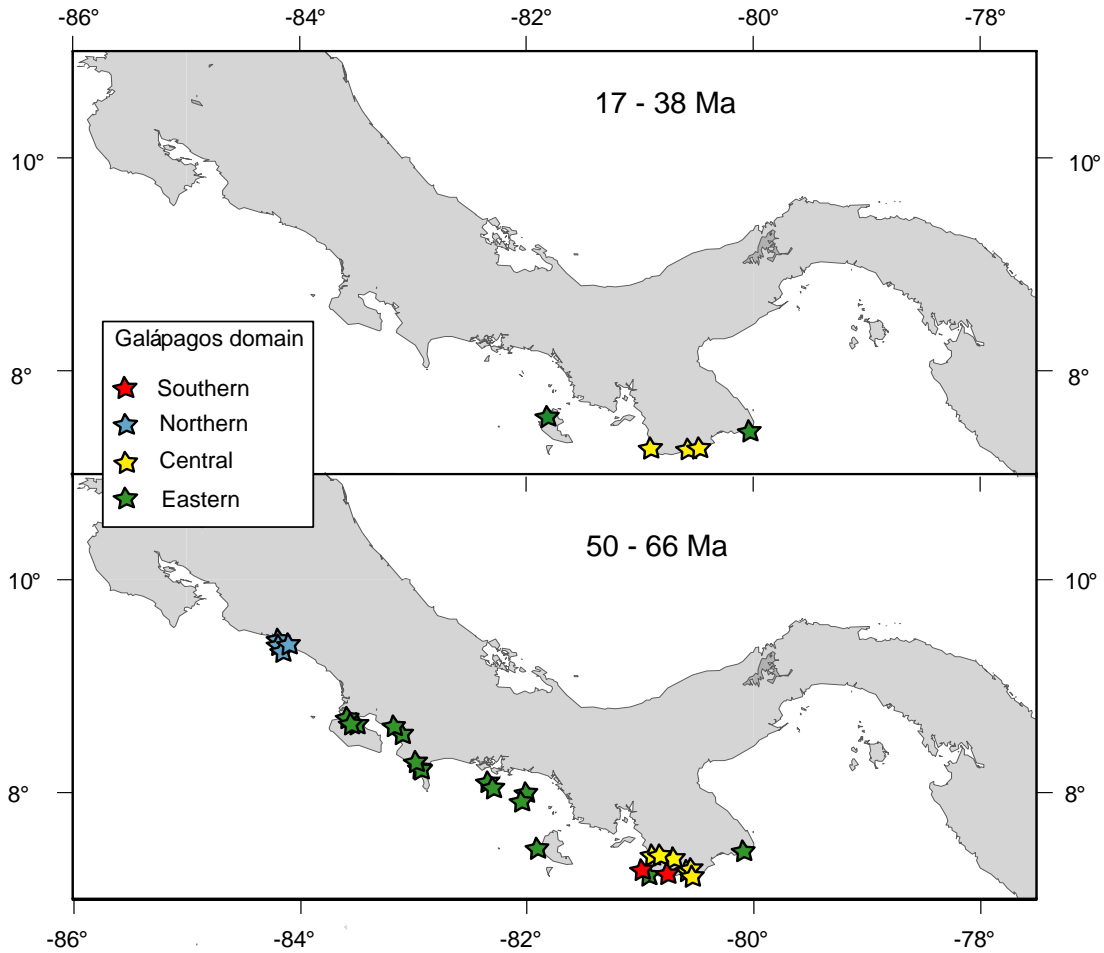 -86° -84° -82° -80° -78°
17 - 38 Ma
10° 10°
8° 8°
Galápagos domain
Southern
Northern
Central
Eastern
50 - 66 Ma
10° 10°
8° 8°
-86° -84° -82° -80° -78°